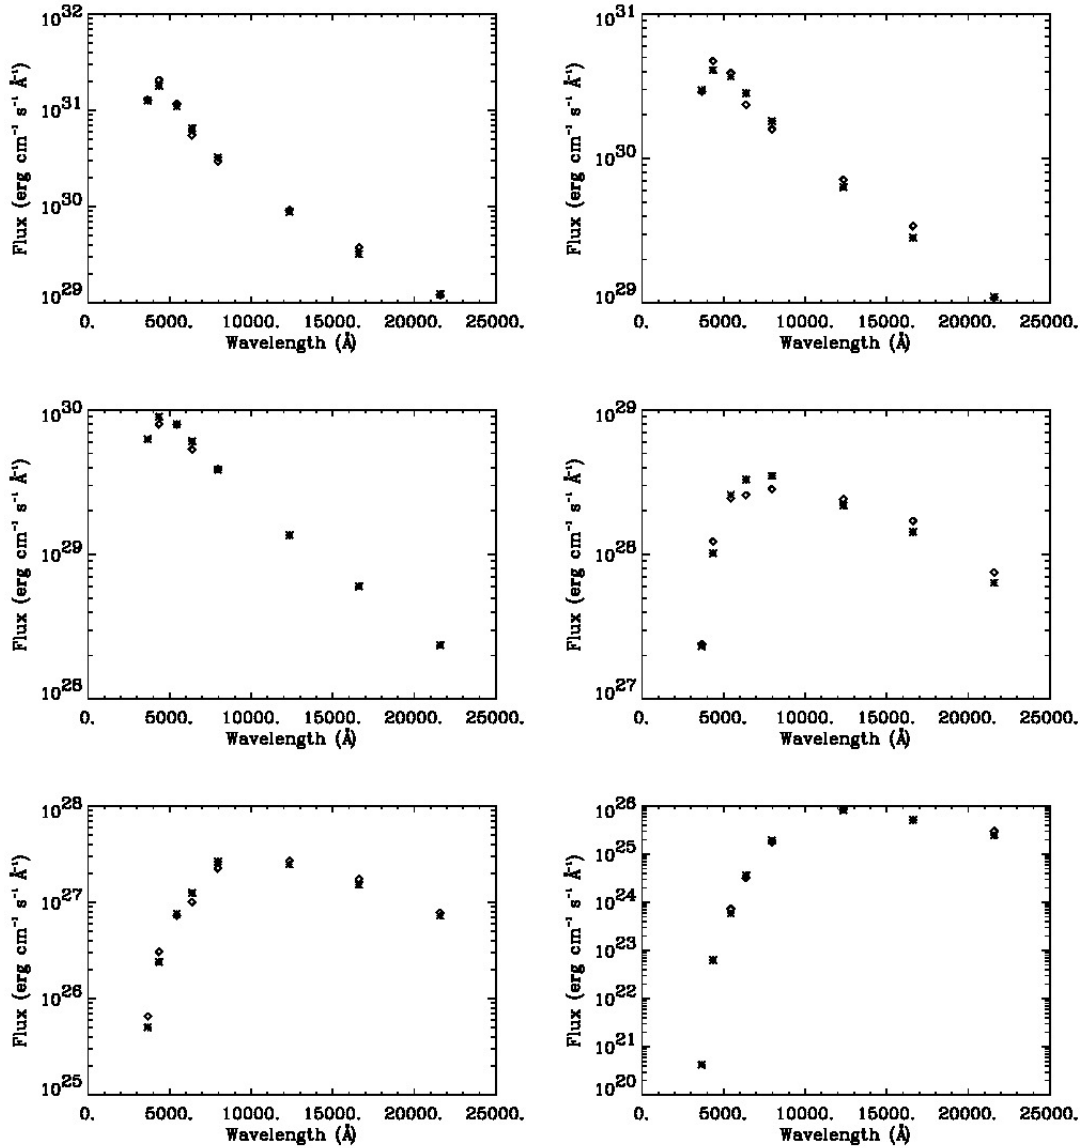 10³² 10³¹ 10³⁰ 10²⁹
Flux (erg cm⁻² s⁻¹ Å⁻¹)
0. 5000. 10000. 15000. 20000. 25000.
Wavelength (Å)
10³¹ 10³⁰ 10²⁹
Flux (erg cm⁻² s⁻¹ Å⁻¹)
0. 5000. 10000. 15000. 20000. 25000.
Wavelength (Å)
10³⁰ 10²⁹ 10²⁸
Flux (erg cm⁻² s⁻¹ Å⁻¹)
0. 5000. 10000. 15000. 20000. 25000.
Wavelength (Å)
10²⁹ 10²⁸ 10²⁷
Flux (erg cm⁻² s⁻¹ Å⁻¹)
0. 5000. 10000. 15000. 20000. 25000.
Wavelength (Å)
10²⁸ 10²⁷ 10²⁶ 10²⁵
Flux (erg cm⁻² s⁻¹ Å⁻¹)
0. 5000. 10000. 15000. 20000. 25000.
Wavelength (Å)
10²⁶ 10²⁵ 10²⁴ 10²³ 10²² 10²¹ 10²⁰
Flux (erg cm⁻² s⁻¹ Å⁻¹)
0. 5000. 10000. 15000. 20000. 25000.
Wavelength (Å)